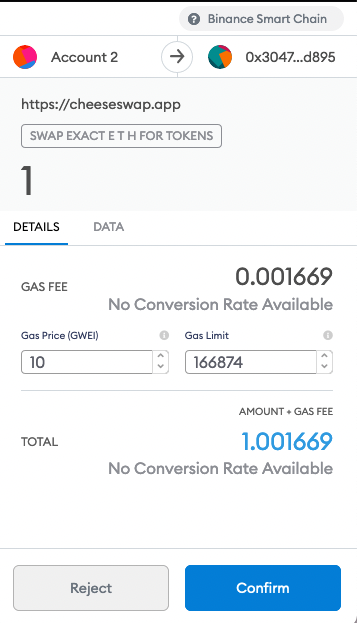 Binance Smart Chain
Account 2
0x3047...d895
https://cheeseswap.app
SWAP EXACT E T H FOR TOKENS
1
DETAILS DATA
GAS FEE 0.001669
No Conversion Rate Available
Gas Price (GWEI) Gas Limit
10 166874
AMOUNT + GAS FEE
TOTAL 1.001669
No Conversion Rate Available
Reject Confirm